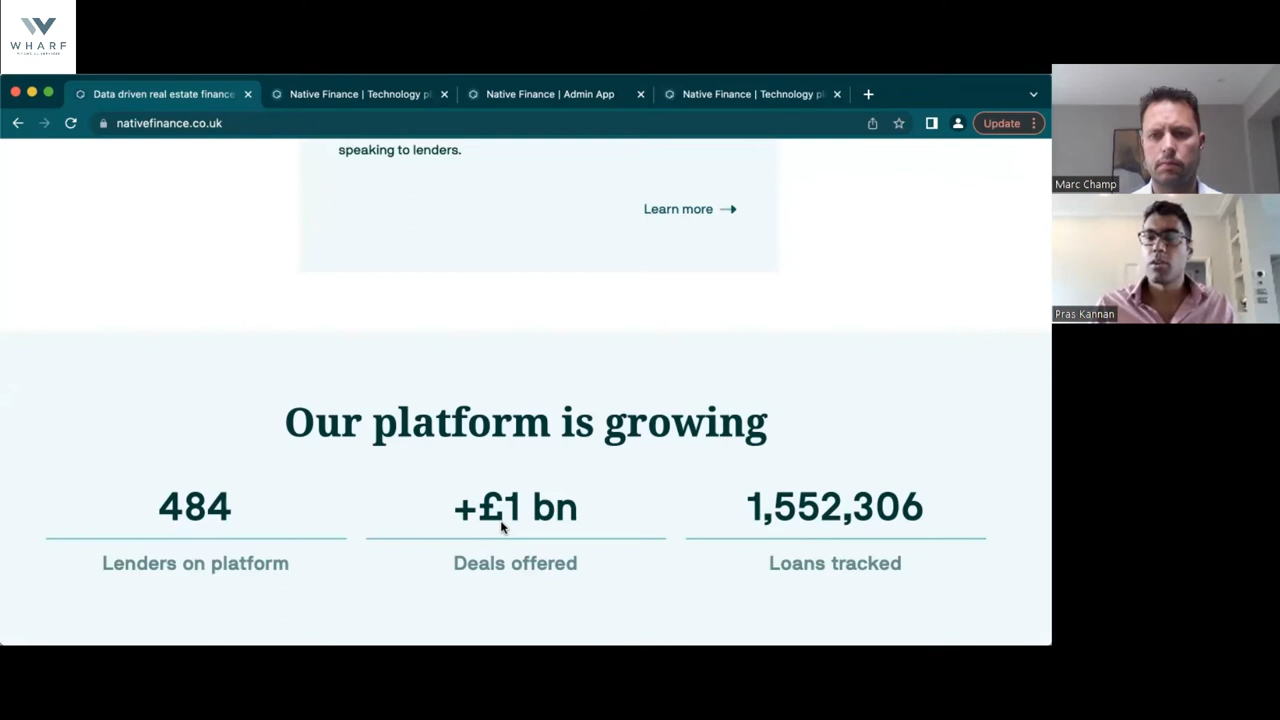 WHARF
Data driven real estate finance
Native Finance | Technology pl
Native Finance | Admin App
Native Finance | Technology pl
nativefinance.co.uk
Update
speaking to lenders.
Learn more
Our platform is growing
484
+£1 bn
1,552,306
Lenders on platform
Deals offered
Loans tracked
Marc Champ
Pras Kannan